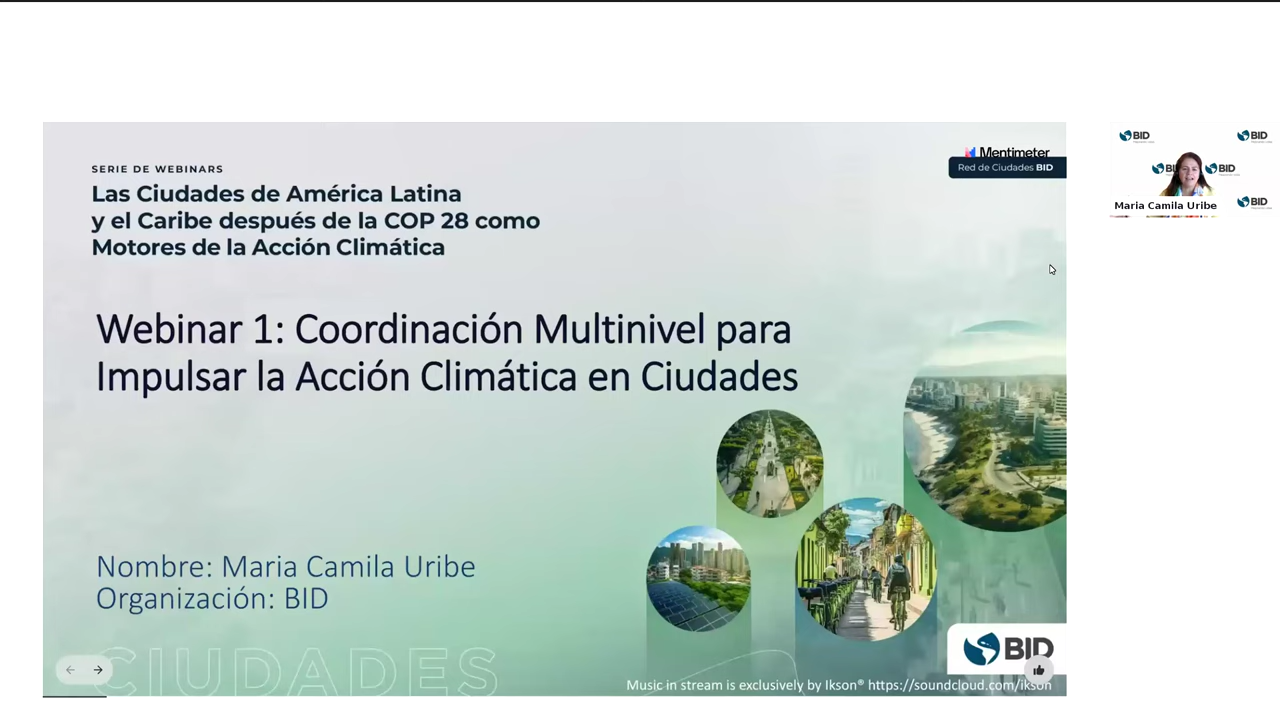 SERIE DE WEBINARS
Las Ciudades de América Latina
y el Caribe después de la COP 28 como
Motores de la Acción Climática
Mentimeter
Red de Ciudades BID
Webinar 1: Coordinación Multinivel para
Impulsar la Acción Climática en Ciudades
Nombre: Maria Camila Uribe
Organización: BID
CIUDADES
BID
Music in stream is exclusively by Ikson® https://soundcloud.com/ikson
BID
BID
BID
BID
Maria Camila Uribe
BID